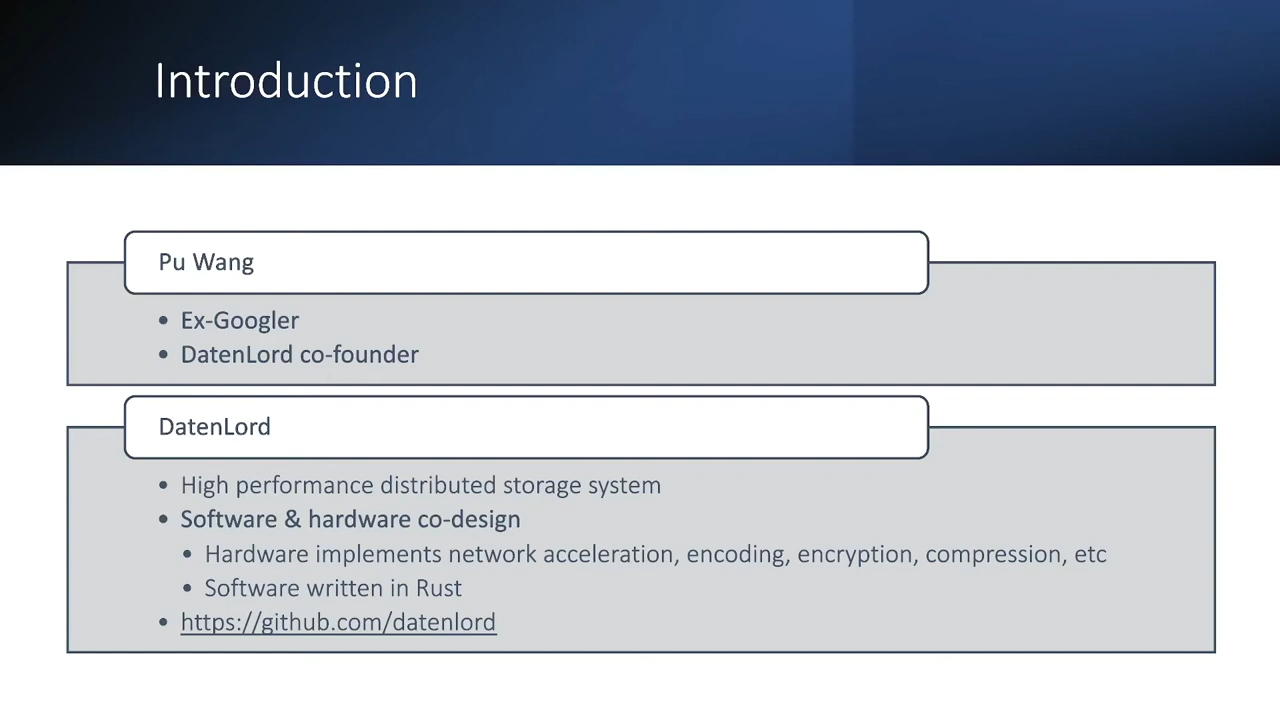 Introduction
Pu Wang
• Ex-Googler
• DatenLord co-founder
DatenLord
• High performance distributed storage system
• Software & hardware co-design
• Hardware implements network acceleration, encoding, encryption, compression, etc
• Software written in Rust
• https://github.com/datenlord